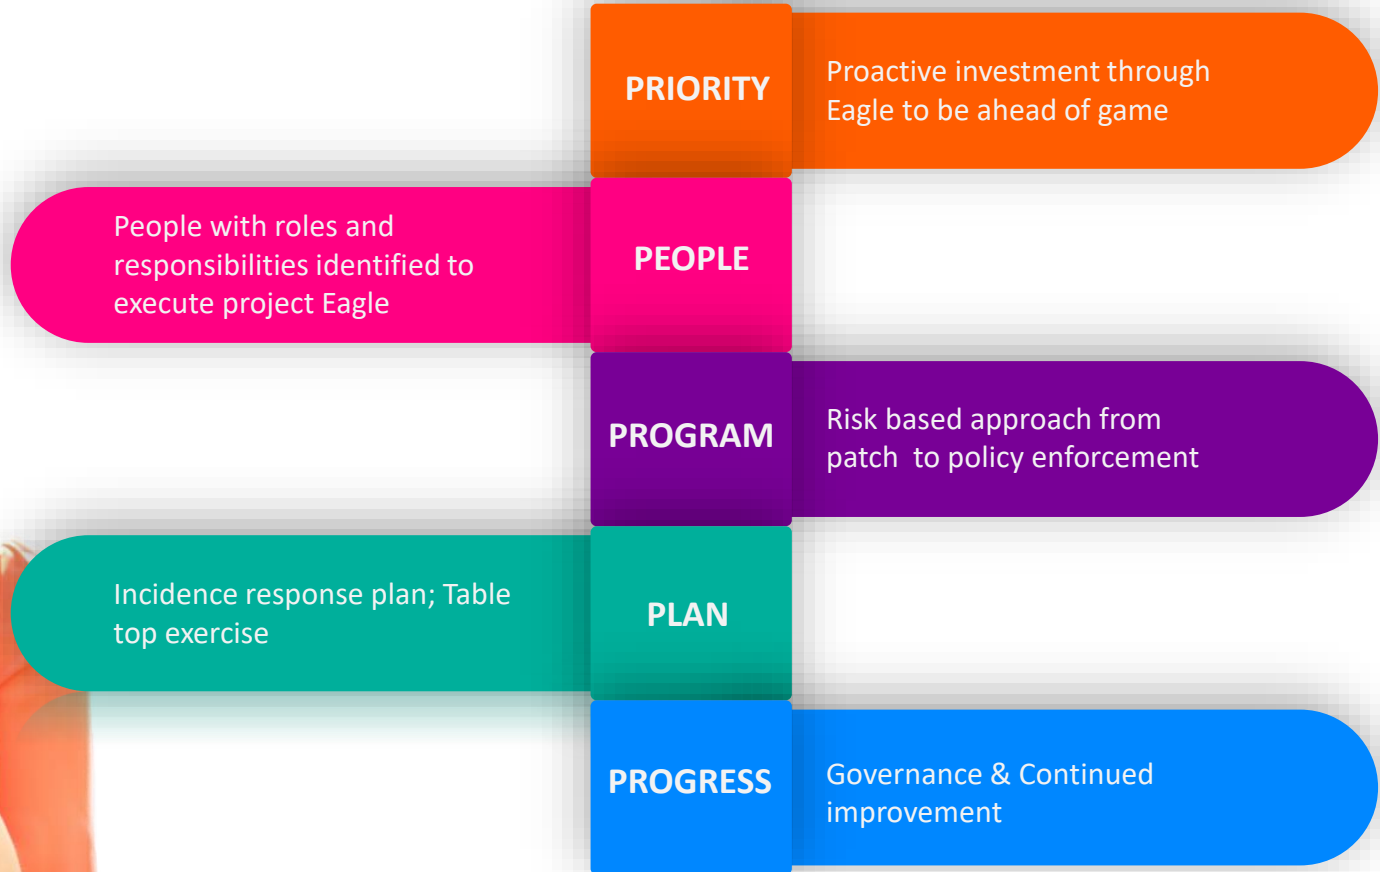 PRIORITY
Proactive investment through
Eagle to be ahead of game
People with roles and
responsibilities identified to
execute project Eagle
PEOPLE
PROGRAM
Risk based approach from
patch  to policy enforcement
Incidence response plan; Table
top exercise
PLAN
PROGRESS
Governance & Continued
improvement